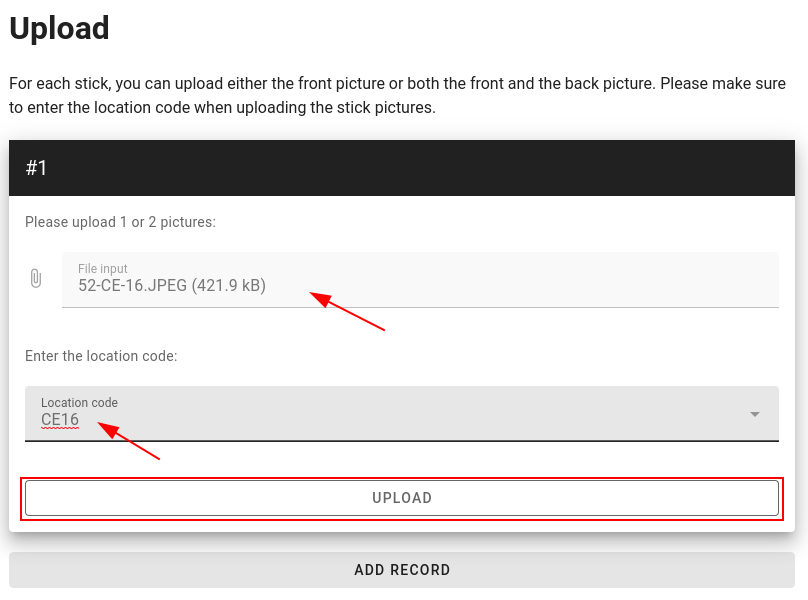 Upload
For each stick, you can upload either the front picture or both the front and the back picture. Please make sure
to enter the location code when uploading the stick pictures.
#1
Please upload 1 or 2 pictures:
File input
52-CE-16.JPEG (421.9 kB)
Enter the location code:
Location code
CE16
UPLOAD
ADD RECORD